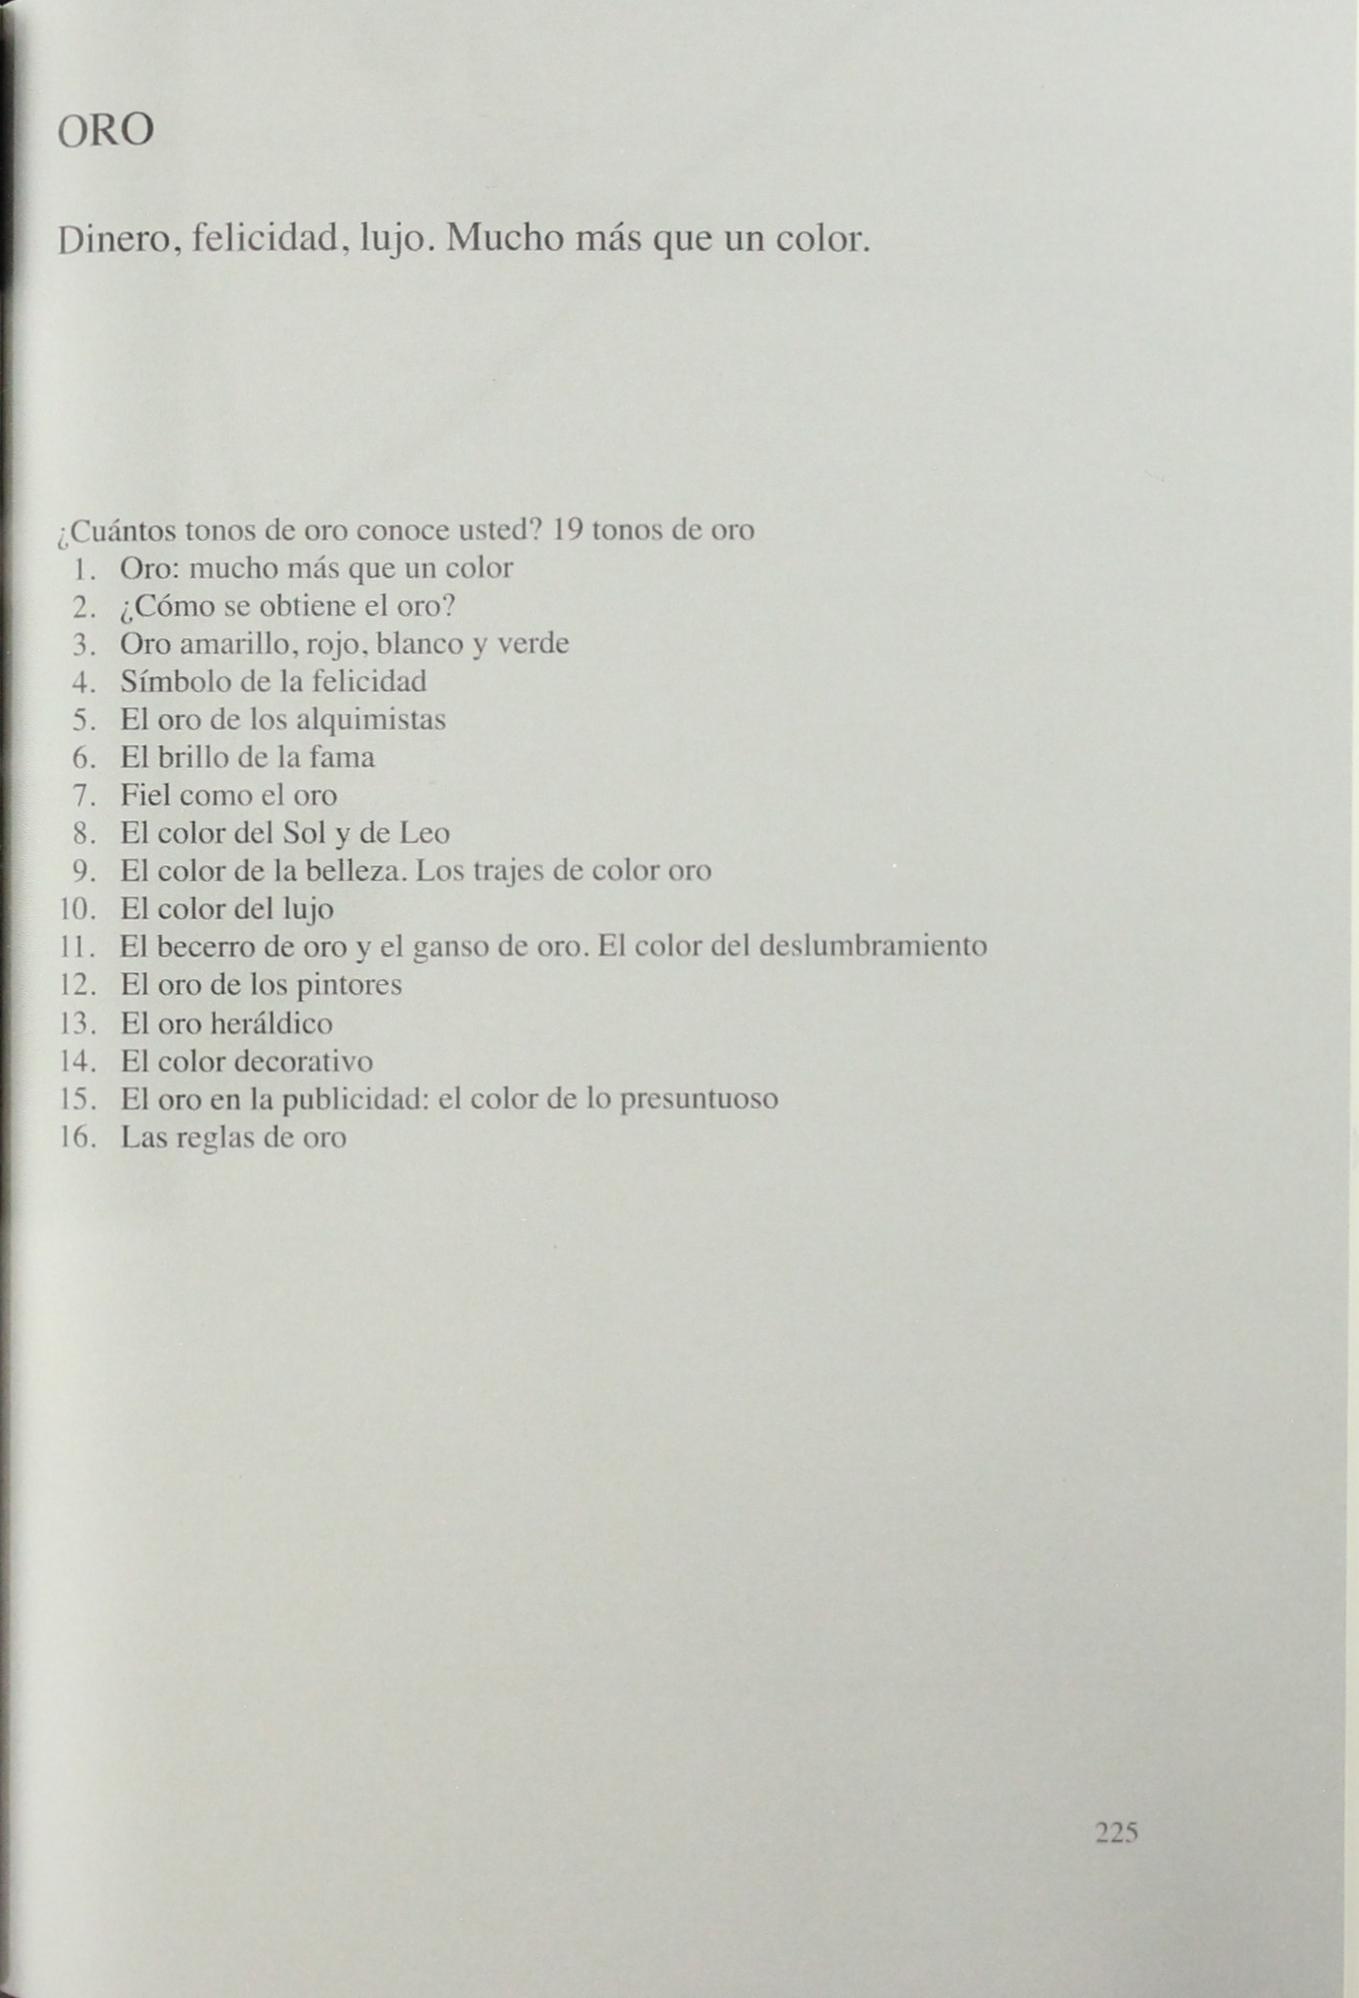 ORO
Dinero, felicidad, lujo. Mucho más que un color.
¿Cuántos tonos de oro conoce usted? 19 tonos de oro
1. Oro: mucho más que un color
2. ¿Cómo se obtiene el oro?
3. Oro amarillo, rojo, blanco y verde
4. Símbolo de la felicidad
5. El oro de los alquimistas
6. El brillo de la fama
7. Fiel como el oro
8. El color del Sol y de Leo
9. El color de la belleza. Los trajes de color oro
10. El color del lujo
11. El becerro de oro y el ganso de oro. El color del deslumbramiento
12. El oro de los pintores
13. El oro heráldico
14. El color decorativo
15. El oro en la publicidad: el color de lo presuntuoso
16. Las reglas de oro
225